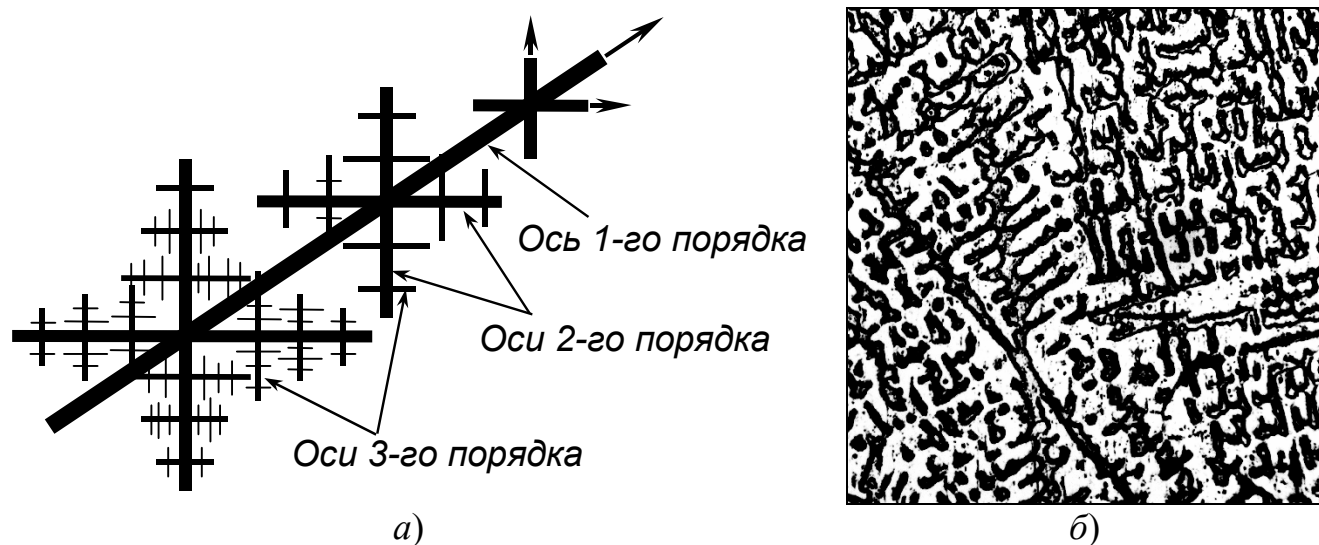 Ось 1-го порядка
Оси 2-го порядка
Оси 3-го порядка
а)
б)